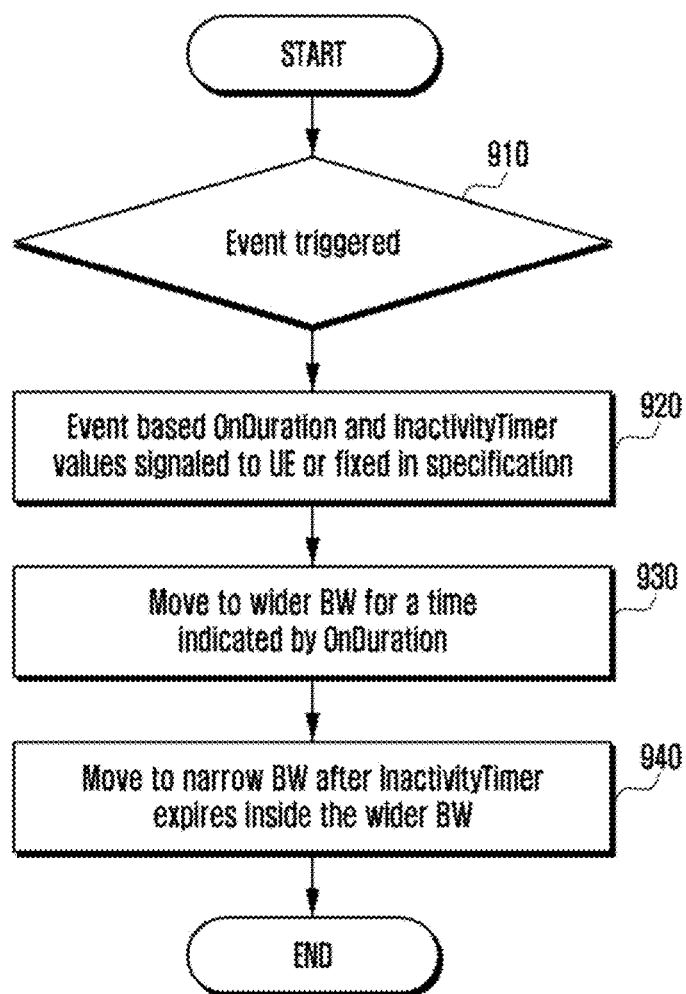 START
910
Event triggered
Event based OnDuration and InactivityTimer
values signaled to UE or fixed in specification
920
Move to wider BW for a time
indicated by OnDuration
930
Move to narrow BW after InactivityTimer
expires inside the wider BW
940
END